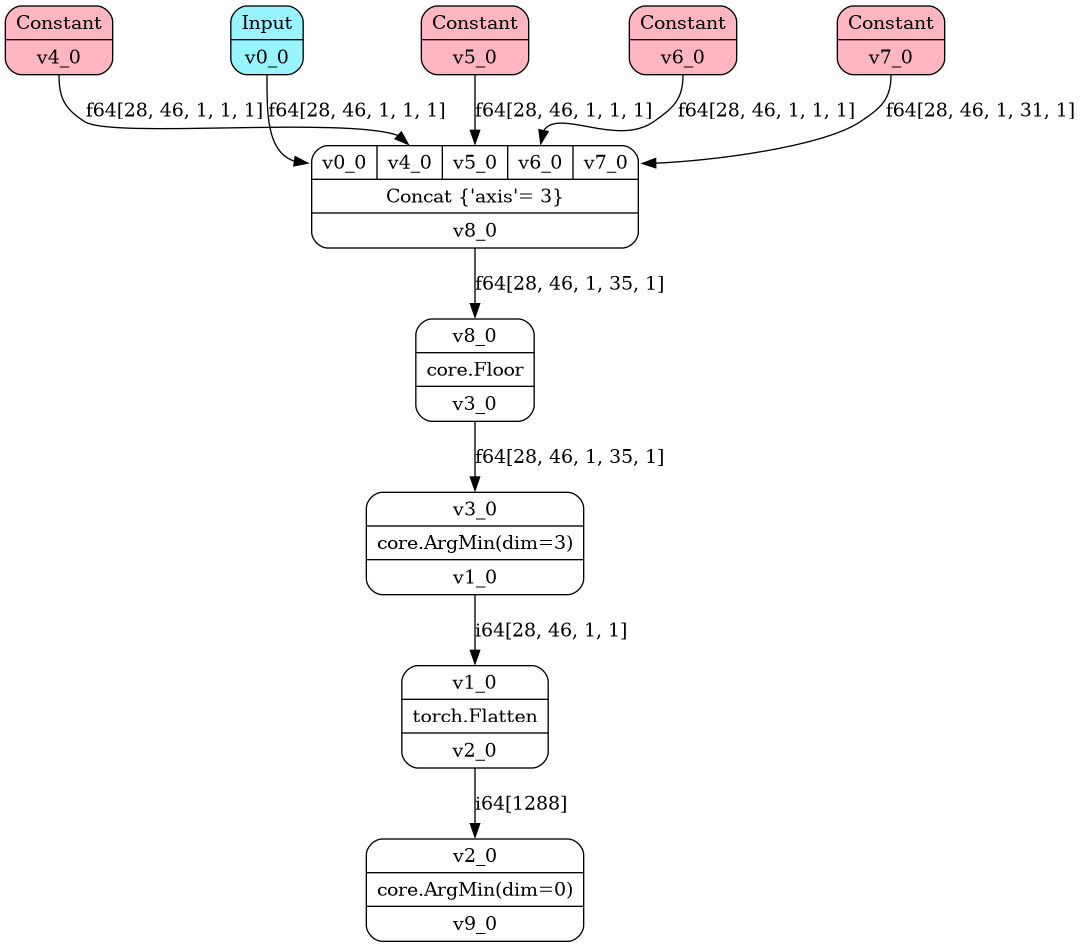 Constant
v4_0
Input
v0_0
Constant
v5_0
Constant
v6_0
Constant
v7_0
f64[28, 46, 1, 1, 1]
f64[28, 46, 1, 1, 1]
f64[28, 46, 1, 1, 1]
f64[28, 46, 1, 1, 1]
f64[28, 46, 1, 31, 1]
v0_0 v4_0 v5_0 v6_0 v7_0
Concat {'axis'= 3}
v8_0
f64[28, 46, 1, 35, 1]
v8_0
core.Floor
v3_0
f64[28, 46, 1, 35, 1]
v3_0
core.ArgMin(dim=3)
v1_0
i64[28, 46, 1, 1]
v1_0
torch.Flatten
v2_0
i64[1288]
v2_0
core.ArgMin(dim=0)
v9_0